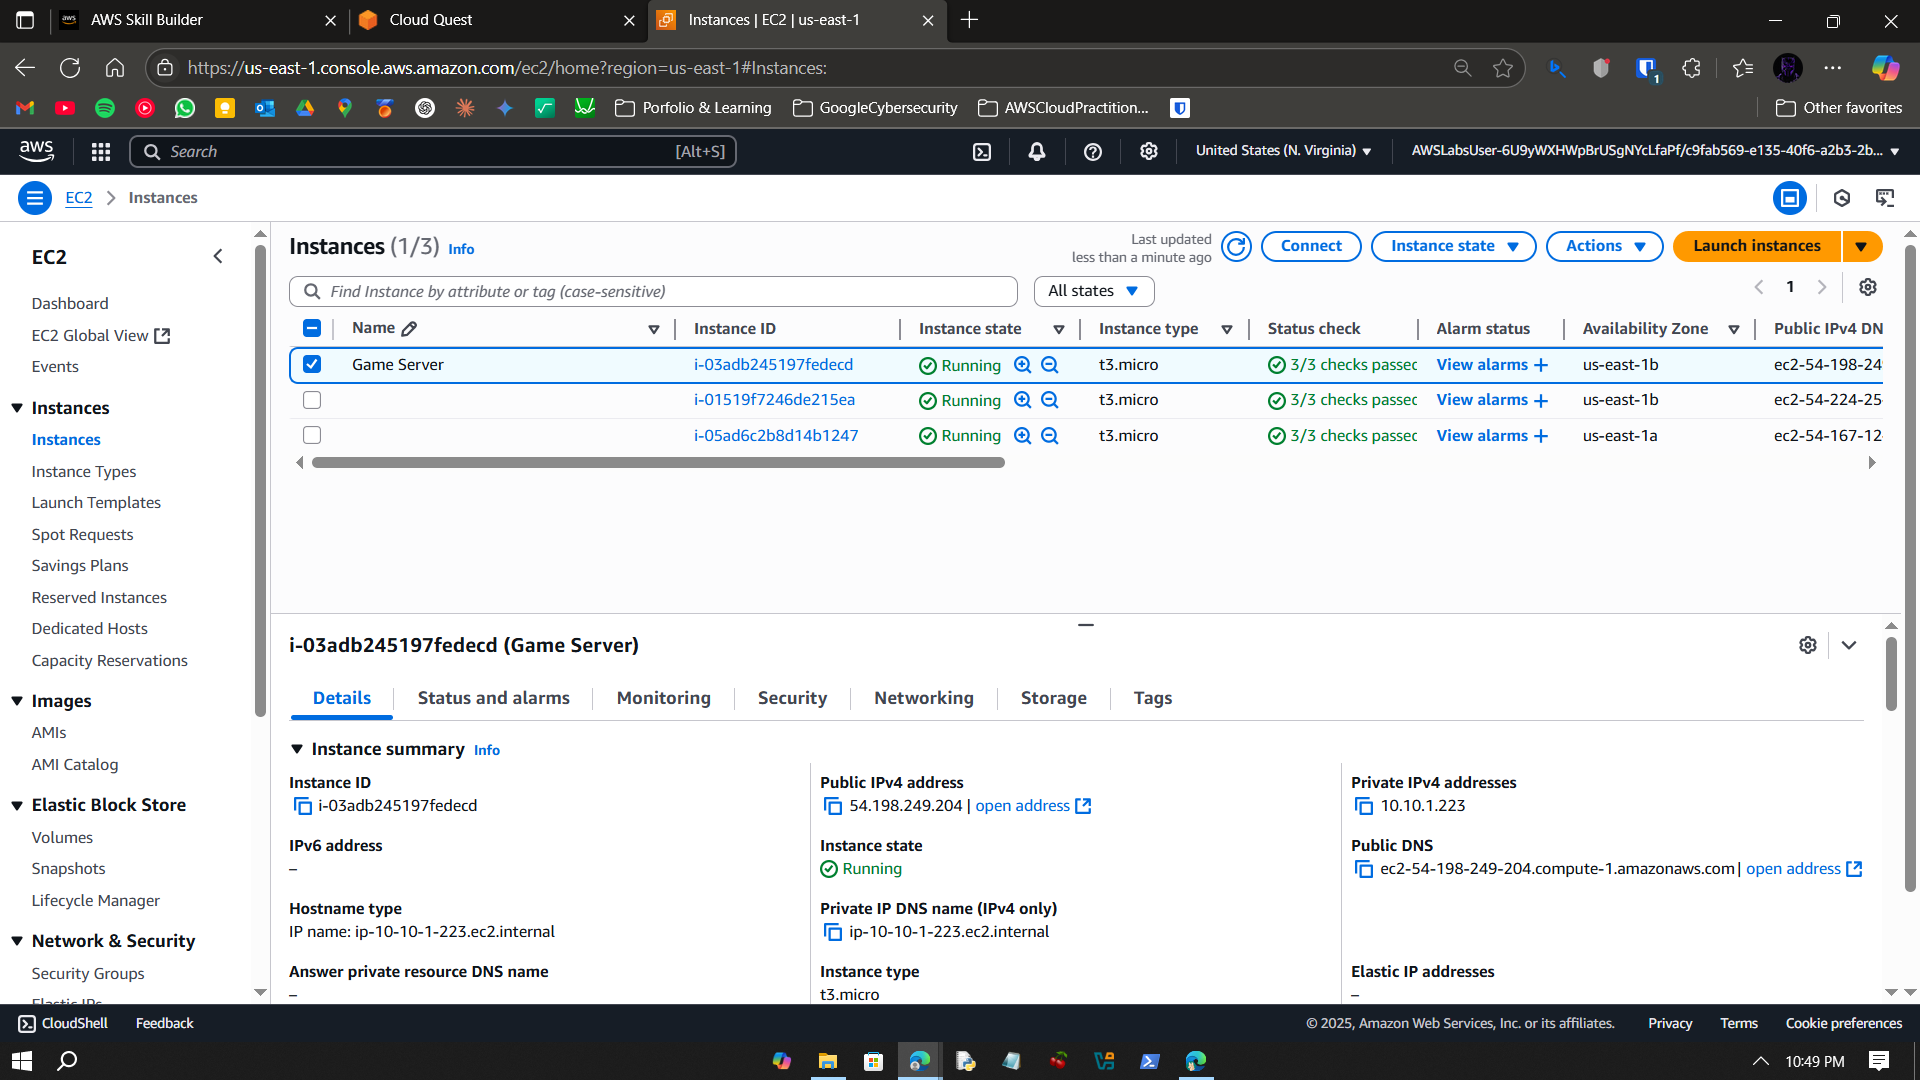 AWS Skill Builder
Cloud Quest
Instances | EC2 | us-east-1
https://us-east-1.console.aws.amazon.com/ec2/home?region=us-east-1#Instances:
1
Porfolio & Learning
GoogleCybersecurity
AWSCloudPractition...
Other favorites
aws
Search
[Alt+S]
United States (N. Virginia)
AWSLabsUser-6U9yWXHWpBrUSgNYcLfaPf/c9fab569-e135-40f6-a2b3-2b...
EC2
Instances
EC2
Dashboard
EC2 Global View
Events
Instances
Instances
Instance Types
Launch Templates
Spot Requests
Savings Plans
Reserved Instances
Dedicated Hosts
Capacity Reservations
Images
AMIs
AMI Catalog
Elastic Block Store
Volumes
Snapshots
Lifecycle Manager
Network & Security
Security Groups
Elastic IPs
Instances (1/3) Info
Last updated
less than a minute ago
Connect
Instance state
Actions
Launch instances
Find Instance by attribute or tag (case-sensitive)
All states
1
Name Instance ID Instance state Instance type Status check Alarm status Availability Zone Public IPv4 DN
Game Server i-03adb245197fedecd Running t3.micro 3/3 checks passed View alarms + us-east-1b ec2-54-198-24
i-01519f7246de215ea Running t3.micro 3/3 checks passed View alarms + us-east-1b ec2-54-224-25
i-05ad6c2b8d14b1247 Running t3.micro 3/3 checks passed View alarms + us-east-1a ec2-54-167-12
i-03adb245197fedecd (Game Server)
Details
Status and alarms
Monitoring
Security
Networking
Storage
Tags
Instance summary Info
Instance ID
i-03adb245197fedecd
Public IPv4 address
54.198.249.204 | open address
Private IPv4 addresses
10.10.1.223
IPv6 address
–
Instance state
Running
Public DNS
ec2-54-198-249-204.compute-1.amazonaws.com | open address
Hostname type
IP name: ip-10-10-1-223.ec2.internal
Private IP DNS name (IPv4 only)
ip-10-10-1-223.ec2.internal
Answer private resource DNS name
–
Instance type
t3.micro
Elastic IP addresses
–
CloudShell
Feedback
© 2025, Amazon Web Services, Inc. or its affiliates.
Privacy
Terms
Cookie preferences
10:49 PM